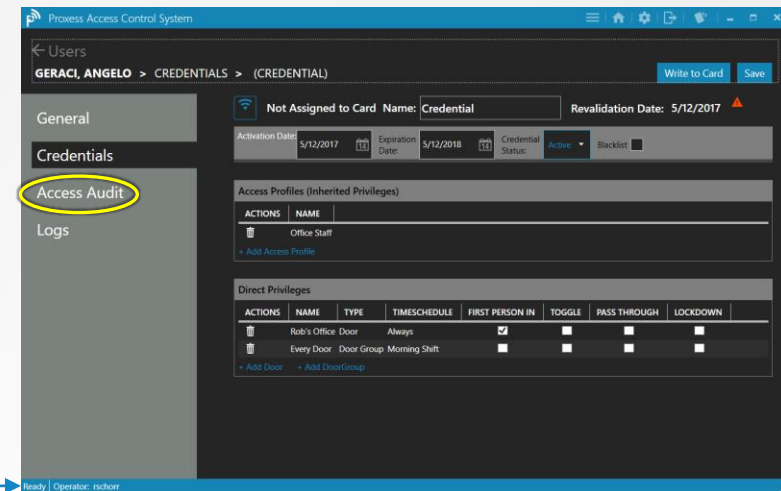 Proxess Access Control System
Users
GERACI, ANGELO > CREDENTIALS > (CREDENTIAL)
Write to Card
Save
General
Credentials
Access Audit
Logs
Not Assigned to Card Name: Credential
Revalidation Date: 5/12/2017
Activation Date: 5/12/2017 14
Expiration Date: 5/12/2018 14
Credential Status: Active
Blacklist
Access Profiles (Inherited Privileges)
ACTIONS NAME
Office Staff
+ Add Access Profile
Direct Privileges
ACTIONS NAME TYPE TIMESCHEDULE FIRST PERSON IN TOGGLE PASS THROUGH LOCKDOWN
Rob's Office Door Always
Every Door Door Group Morning Shift
+ Add Door + Add DoorGroup
Ready Operator: rschorr